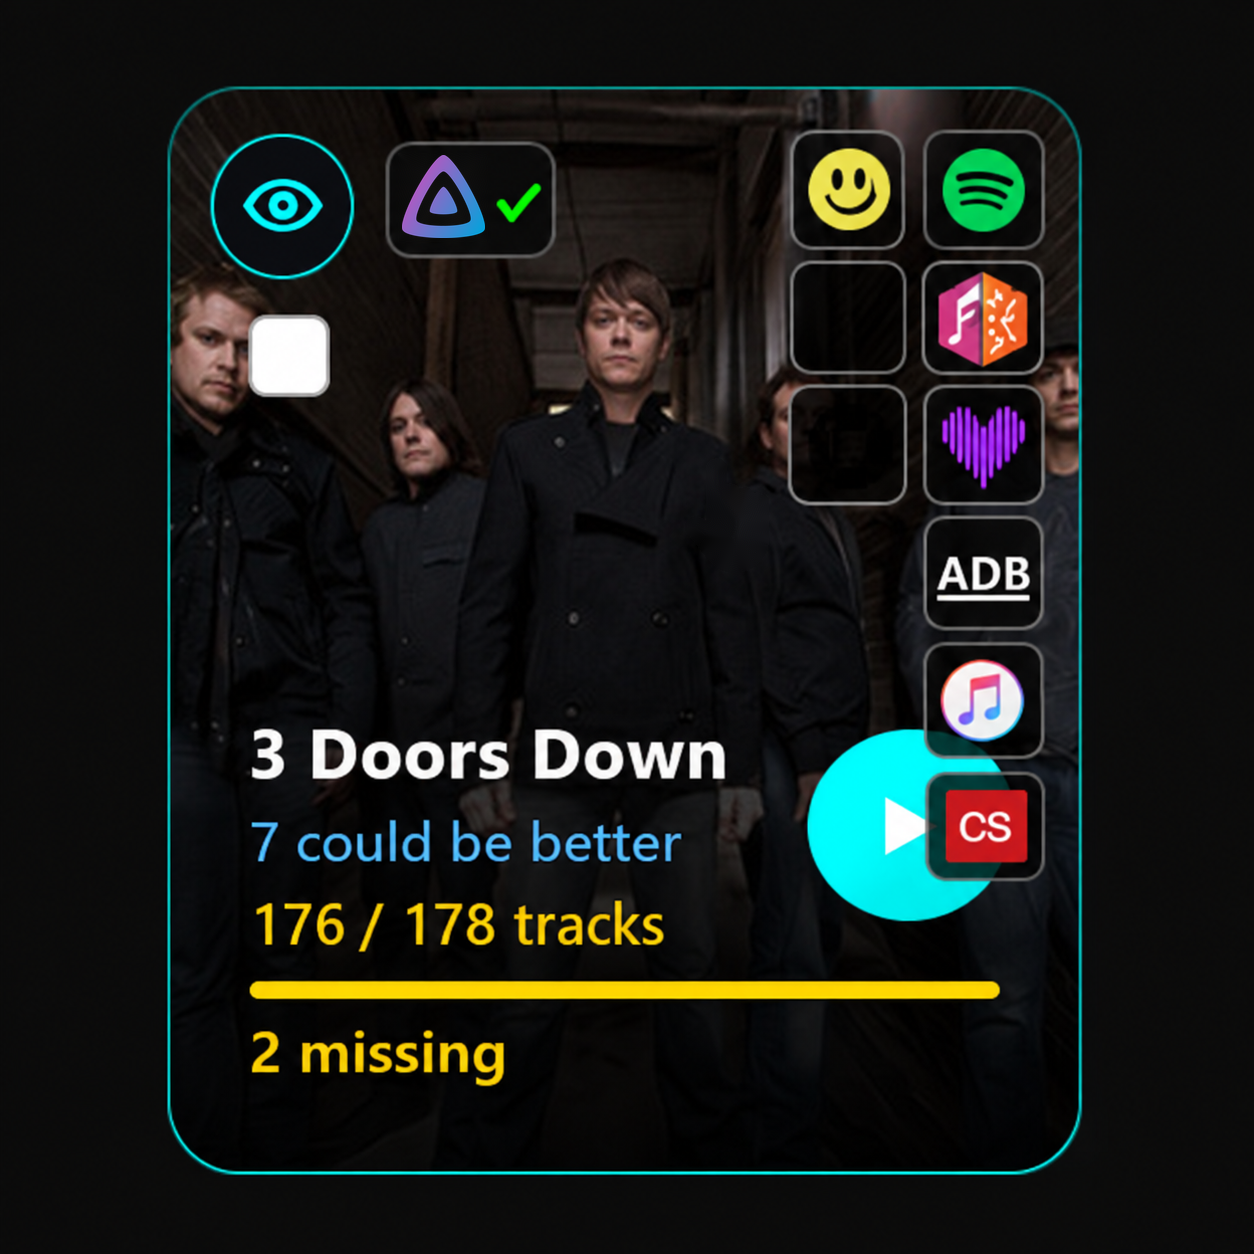 ADB
3 Doors Down
7 could be better
CS
176 / 178 tracks
2 missing